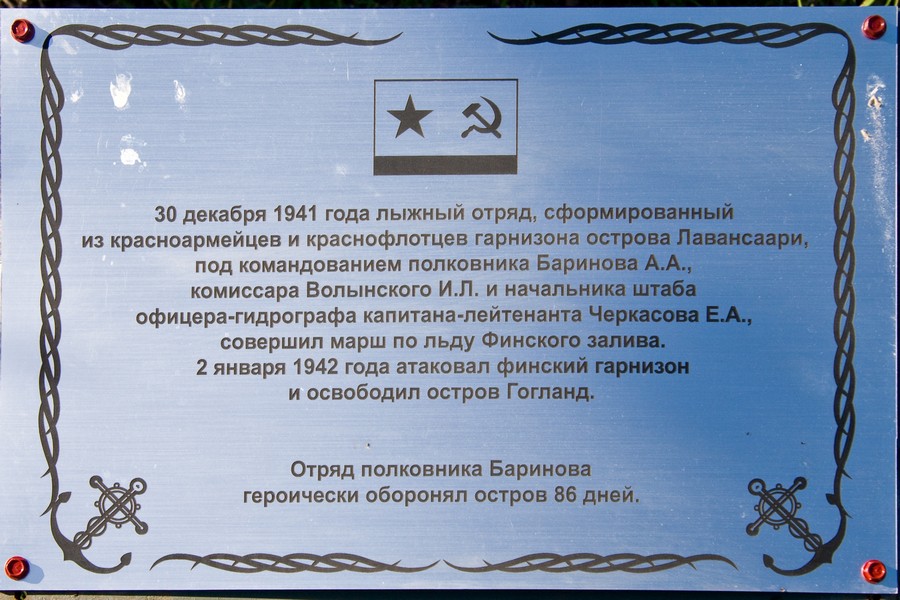 30 декабря 1941 года лыжный отряд, сформированный
из красноармейцев и краснофлотцев гарнизона острова Лавансаари,
под командованием полковника Баринова А.А.,
комиссара Волынского И.Л. и начальника штаба
офицера-гидрографа капитана-лейтенанта Черкасова Е.А.,
совершил марш по льду Финского залива.
2 января 1942 года атаковал финский гарнизон
и освободил остров Гогланд.
Отряд полковника Баринова
героически оборонял остров 86 дней.